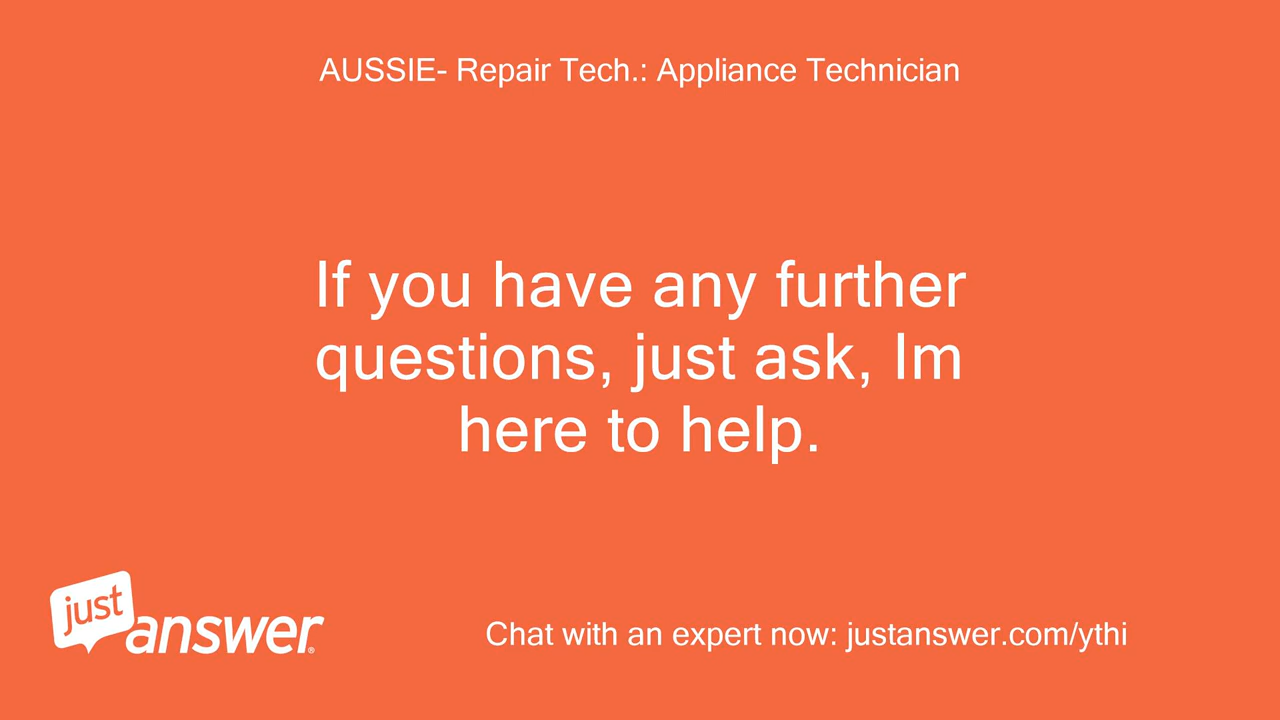 AUSSIE- Repair Tech.: Appliance Technician
If you have any further
questions, just ask, Im
here to help.
just
answer®
Chat with an expert now: justanswer.com/ythi